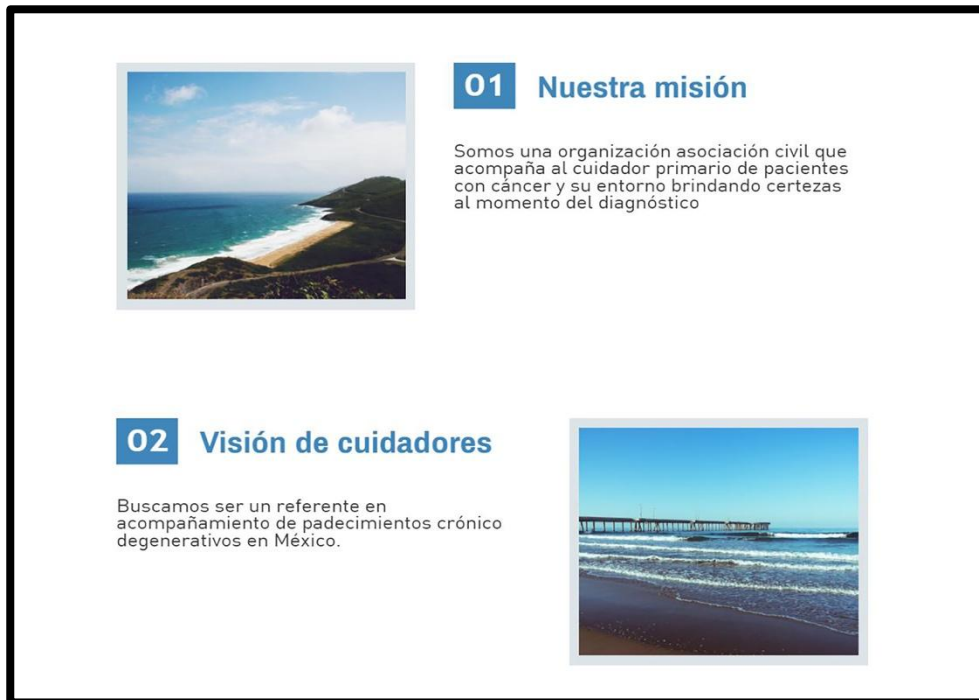 01 Nuestra misión
Somos una organización asociación civil que
acompaña al cuidador primario de pacientes
con cáncer y su entorno brindando certezas
al momento del diagnóstico
02 Visión de cuidadores
Buscamos ser un referente en
acompañamiento de padecimientos crónico
degenerativos en México.